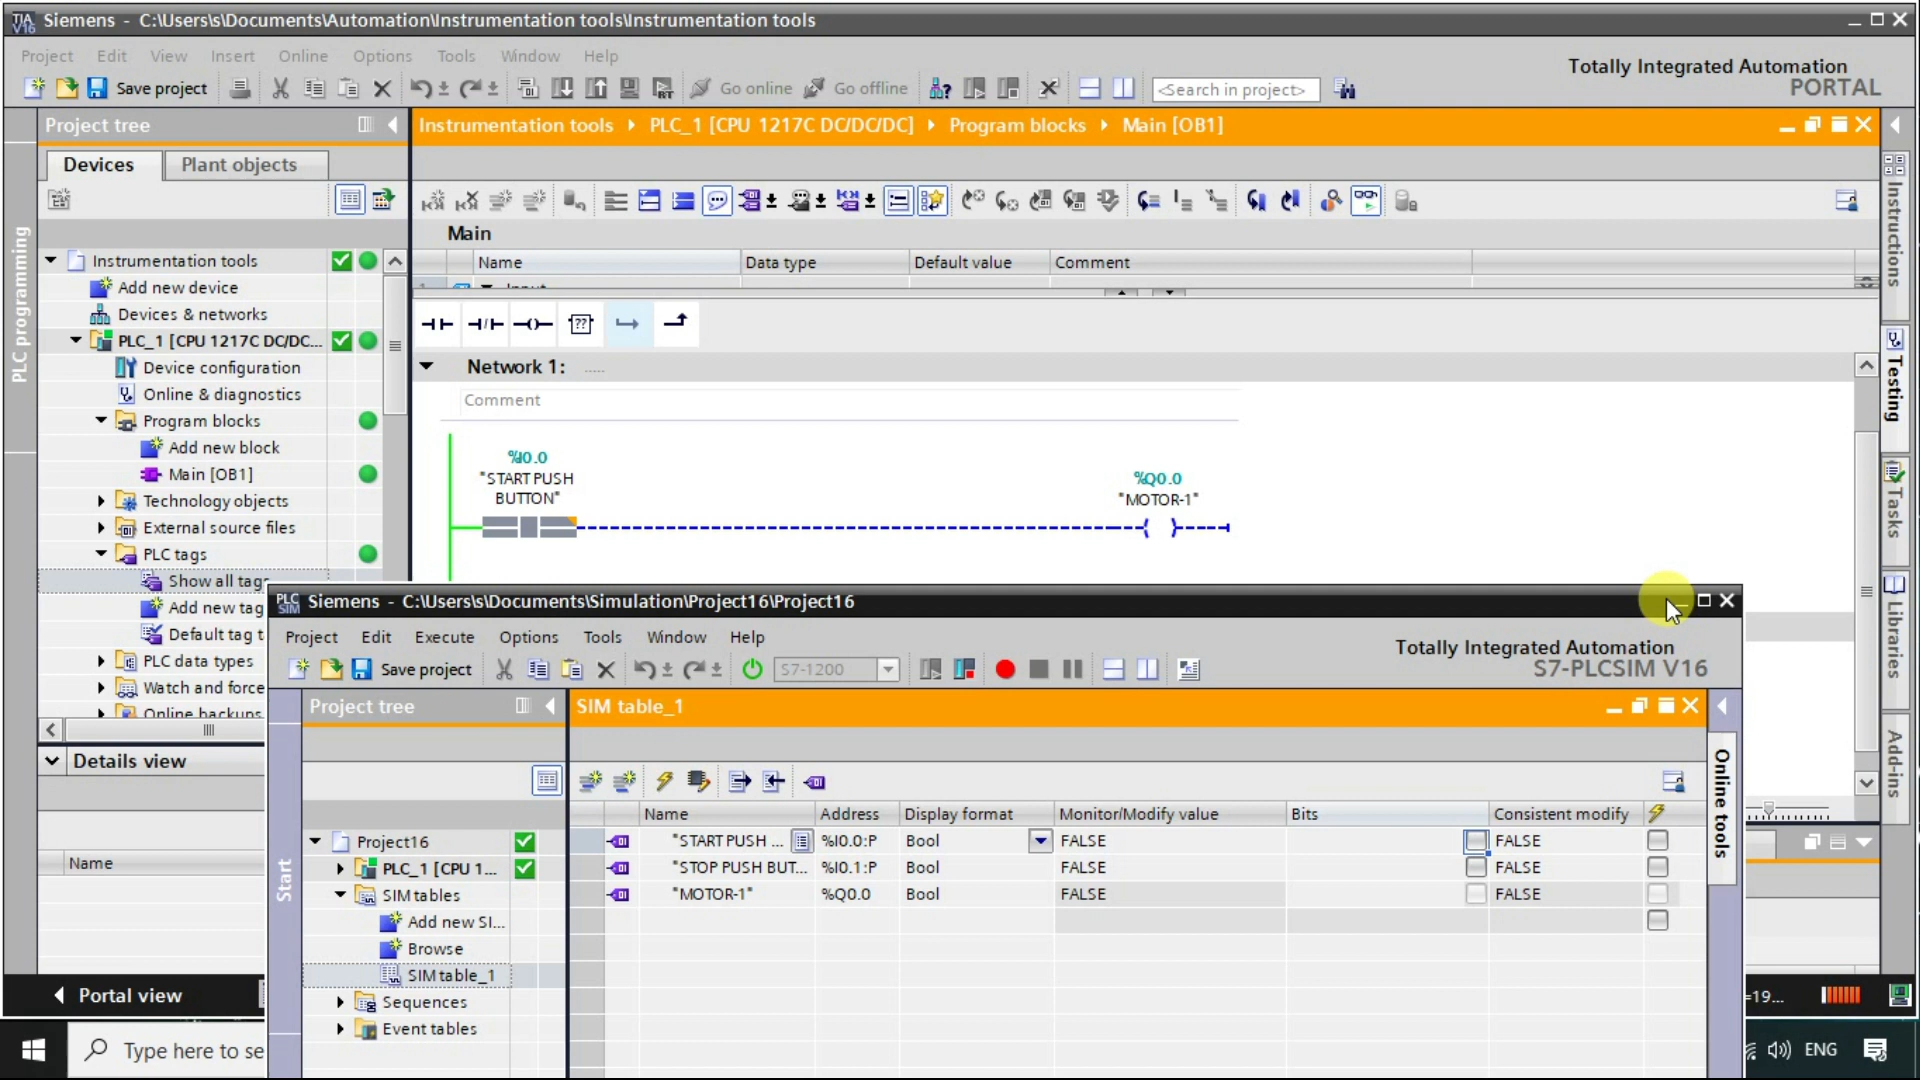 TIA V16 Siemens - C:\Users\s\Documents\Automation\Instrumentation tools\Instrumentation tools
Project Edit View Insert Online Options Tools Window Help
Totally Integrated Automation
PORTAL
Save project Go online Go offline <Search in project>
Project tree
Instrumentation tools PLC_1 [CPU 1217C DC/DC/DC] Program blocks Main [OB1]
Devices Plant objects
PLC programming
Main
Name Data type Default value Comment
Instrumentation tools
Add new device
Devices & networks
PLC_1 [CPU 1217C DC/DC...
Device configuration
Online & diagnostics
Program blocks
Add new block
Main [OB1]
Technology objects
External source files
PLC tags
Show all tags
Add new tag
Default tag t
PLC data types
Watch and force
Online backups
Details view
Name
Portal view
Network 1: .....
Comment
%I0.0
"START PUSH
BUTTON"
%Q0.0
"MOTOR-1"
Instructions
Testing
Tasks
Libraries
Add-ins
PLC SIM Siemens - C:\Users\s\Documents\Simulation\Project16\Project16
Project Edit Execute Options Tools Window Help
Totally Integrated Automation
S7-PLCSIM V16
Save project S7-1200
Project tree
SIM table_1
Start
Online tools
Name Address Display format Monitor/Modify value Bits Consistent modify
"START PUSH ... %I0.0:P Bool FALSE FALSE
"STOP PUSH BUT... %I0.1:P Bool FALSE FALSE
"MOTOR-1" %Q0.0 Bool FALSE FALSE
Project16
PLC_1 [CPU 1...
SIM tables
Add new SI...
Browse
SIM table_1
Sequences
Event tables
=19...
Type here to se
ENG